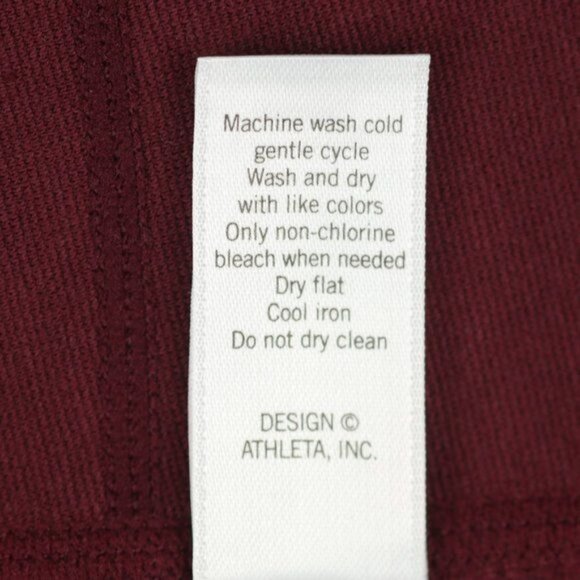 Machine wash cold
gentle cycle
Wash and dry
with like colors
Only non-chlorine
bleach when needed
Dry flat
Cool iron
Do not dry clean
DESIGN ©
ATHLETA, INC.